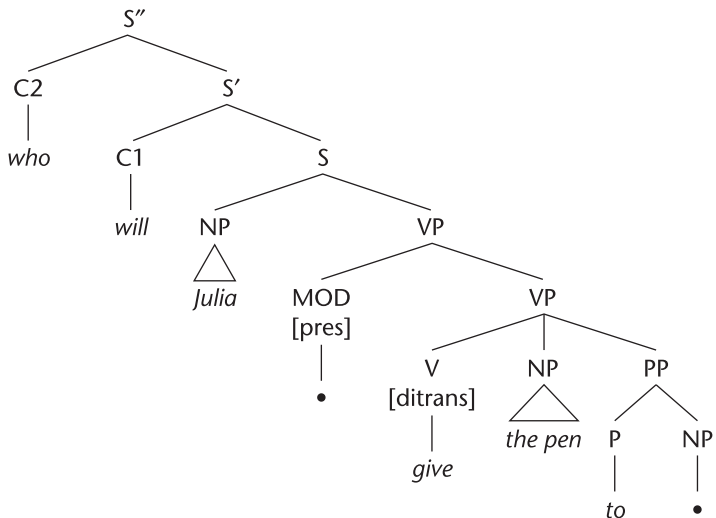 S″
C2 S′
who C1 S
will NP VP
Julia MOD VP
[pres]
V NP PP
• [ditrans]
the pen P NP
give
to •